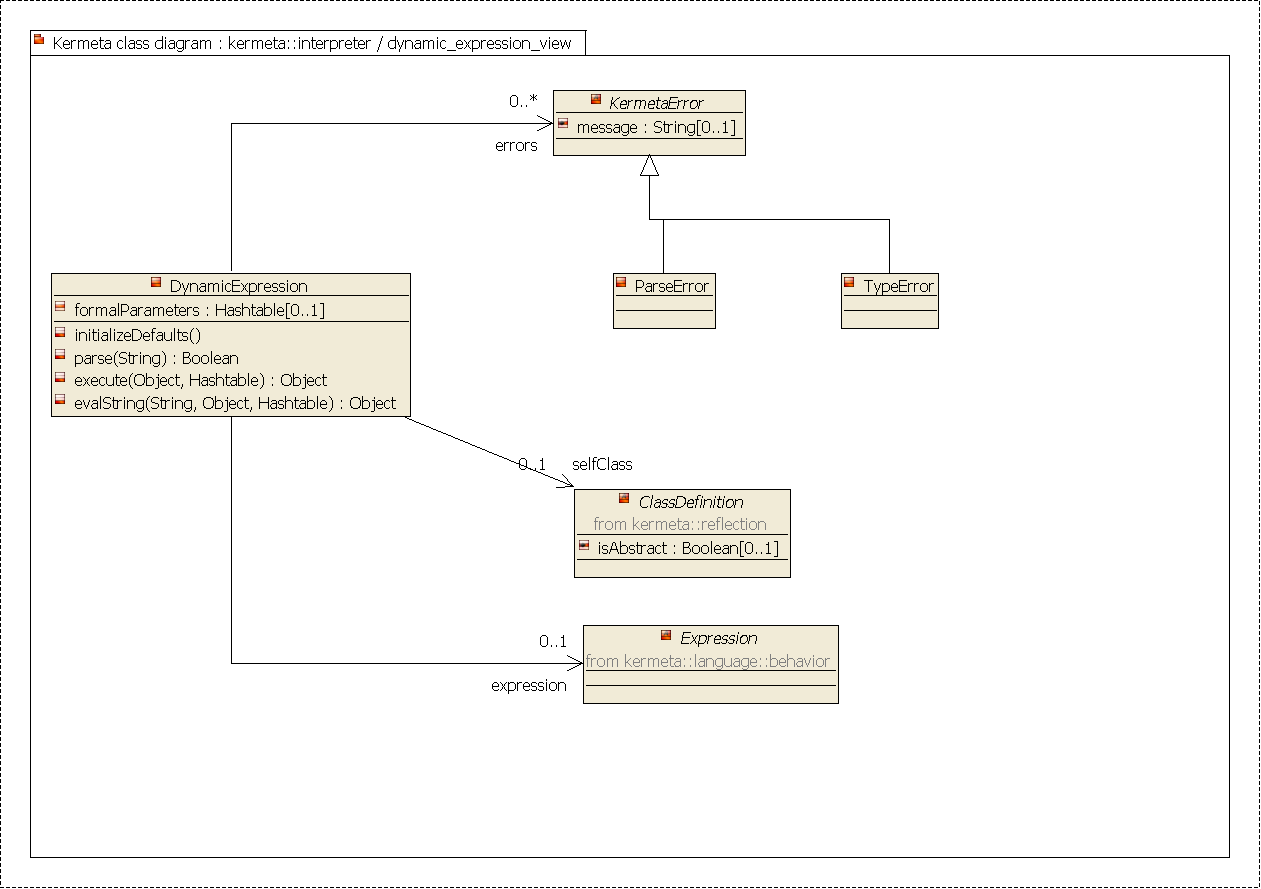 Kermeta class diagram : kermeta::interpreter / dynamic_expression_view
0..*
errors
KermetaError
message : String[0..1]
DynamicExpression
formalParameters : Hashtable[0..1]
initializeDefaults()
parse(String) : Boolean
execute(Object, Hashtable) : Object
evalString(String, Object, Hashtable) : Object
ParseError
TypeError
0..1
selfClass
ClassDefinition
from kermeta::reflection
isAbstract : Boolean[0..1]
0..1
expression
Expression
from kermeta::language::behavior